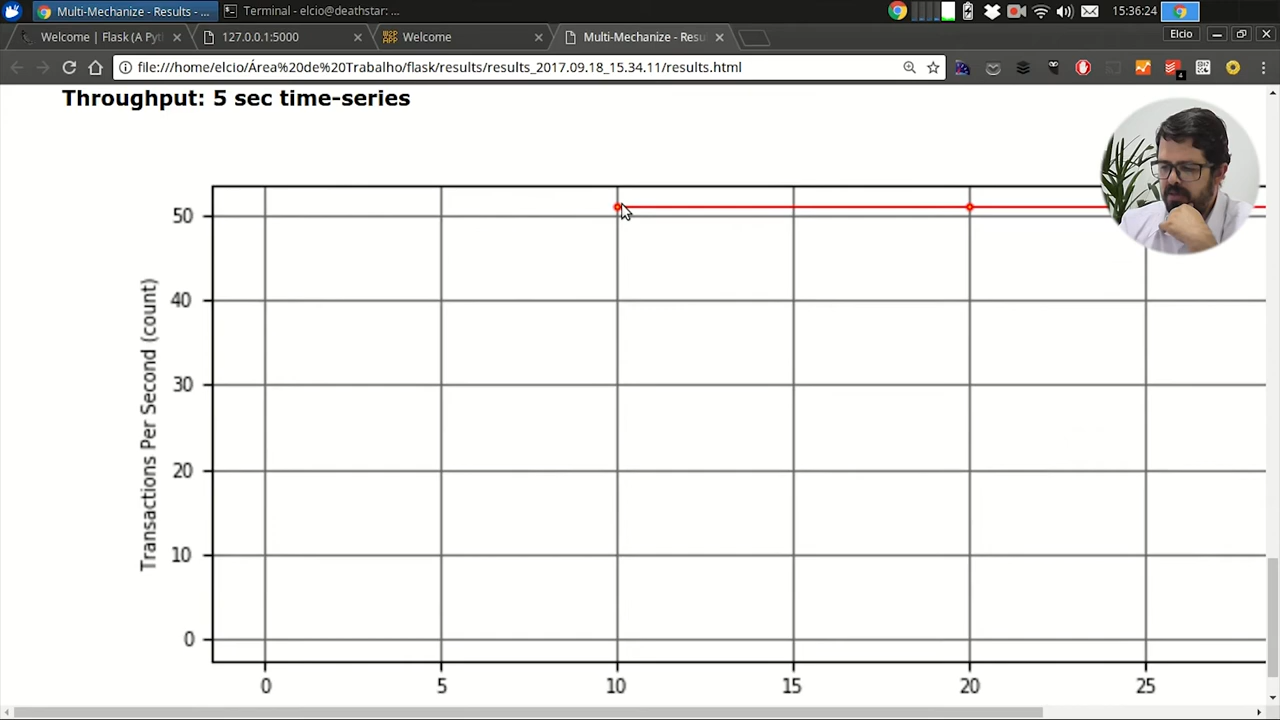 Multi-Mechanize - Results - ...
Terminal - elcio@deathstar: ...
15:36:24
Welcome | Flask (A Pyt
127.0.0.1:5000
Welcome
Multi-Mechanize - Resu
Elcio
file:///home/elcio/Área%20de%20Trabalho/flask/results/results_2017.09.18_15.34.11/results.html
4
Throughput: 5 sec time-series
Transactions Per Second (count)
50
40
30
20
10
0
0 5 10 15 20 25